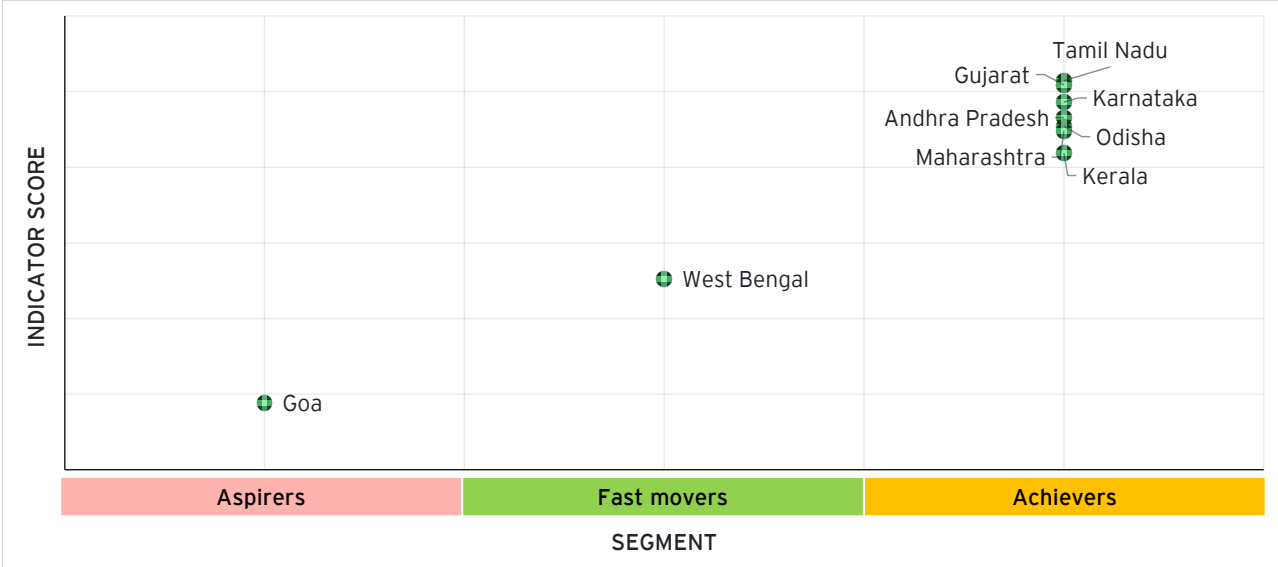 Tamil Nadu
Gujarat
Karnataka
Andhra Pradesh
Odisha
Maharashtra
Kerala
West Bengal
Goa
INDICATOR SCORE
Aspirers
Fast movers
Achievers
SEGMENT